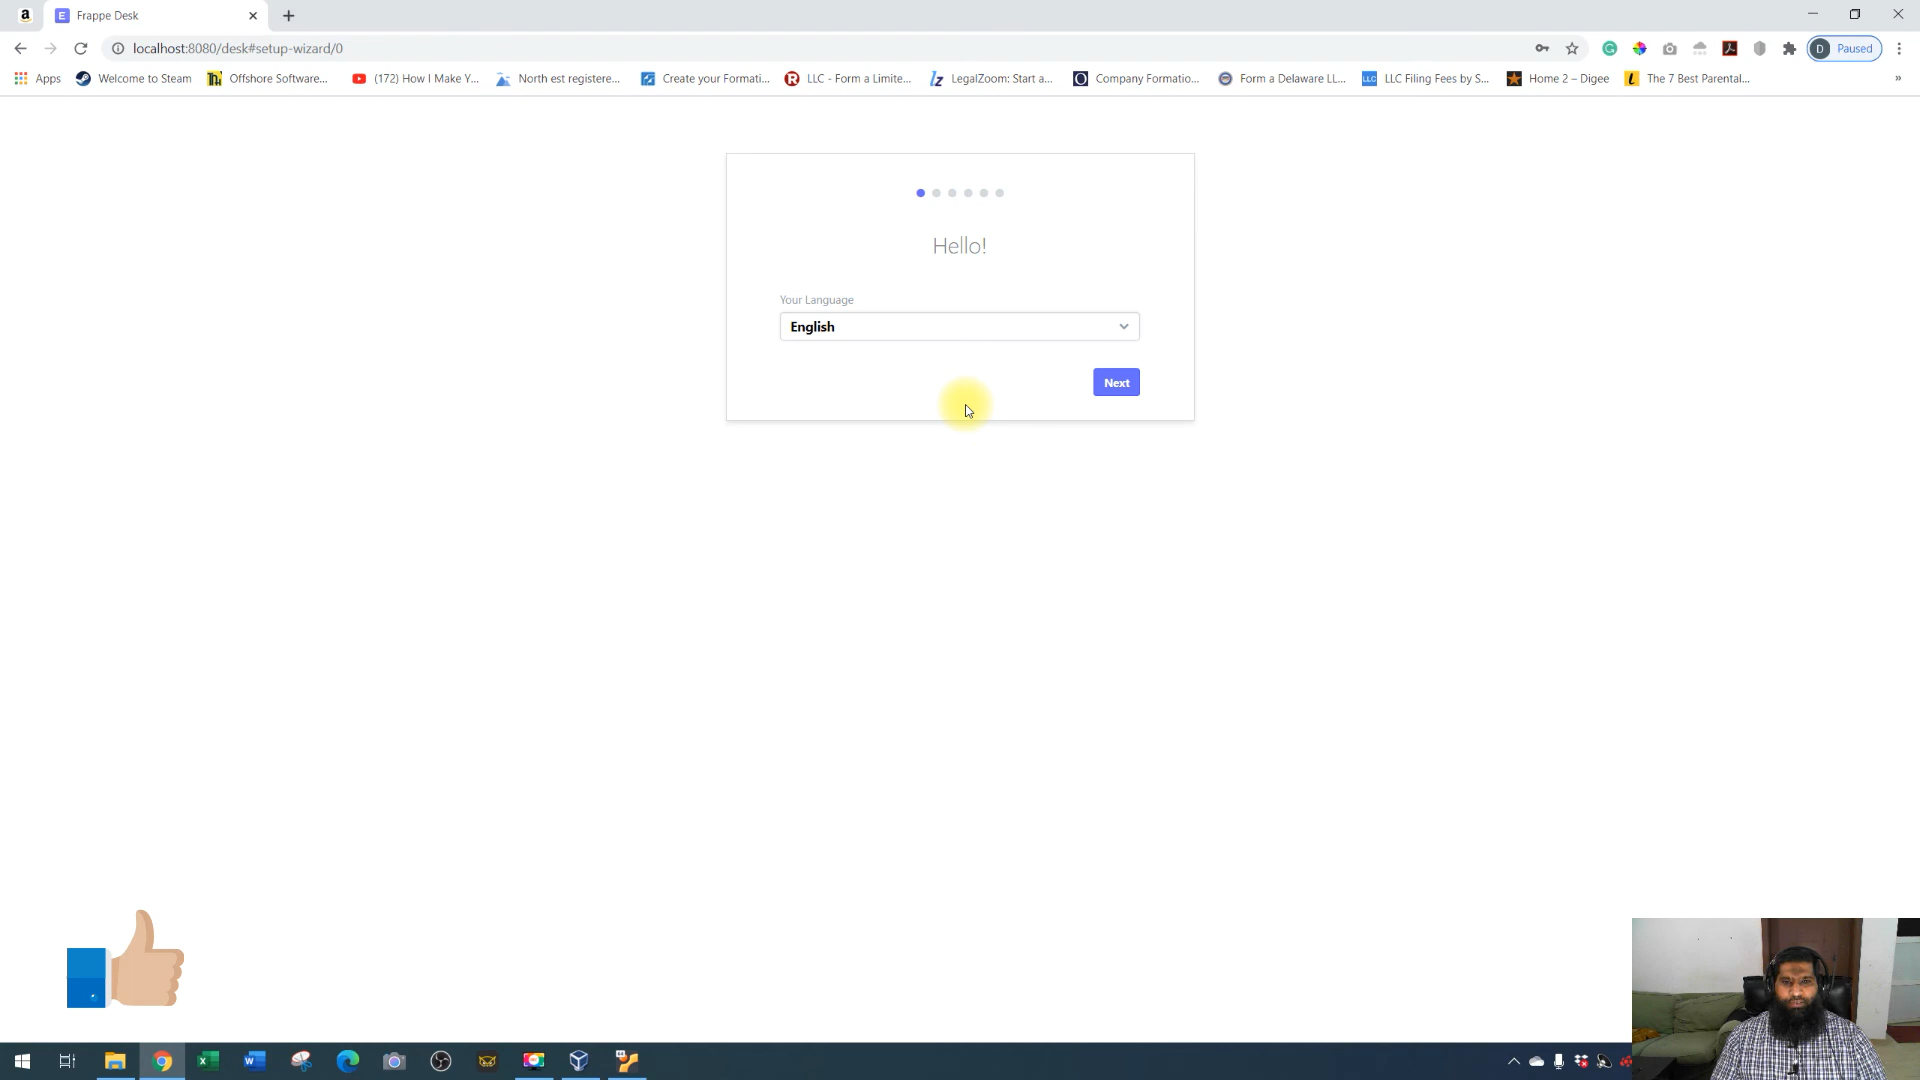 a
E Frappe Desk
localhost:8080/desk#setup-wizard/0
D Paused
Apps
Welcome to Steam
Offshore Software...
(172) How I Make Y...
North est registere...
Create your Formati...
LLC - Form a Limite...
LegalZoom: Start a...
Company Formatio...
Form a Delaware LL...
LLC
LLC Filing Fees by S...
Home 2 – Digee
The 7 Best Parental...
»
Hello!
Your Language
English
Next